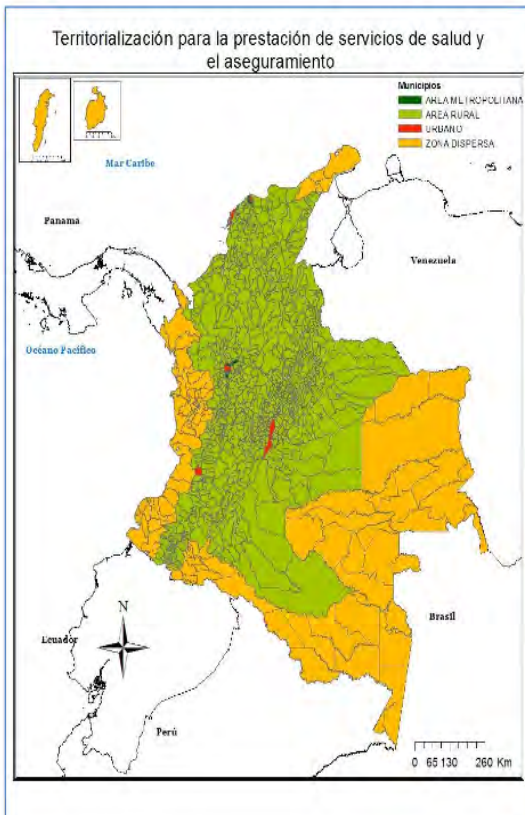 Territorialización para la prestación de servicios de salud y
el aseguramiento
Municipios
AREA METROPOLITANA
AREA RURAL
URBANO
ZONA DISPERSA
Mar Caribe
Panama
Venezuela
Océano Pacífico
Brasil
N
Ecuador
Perú
0 65 130 260 Km